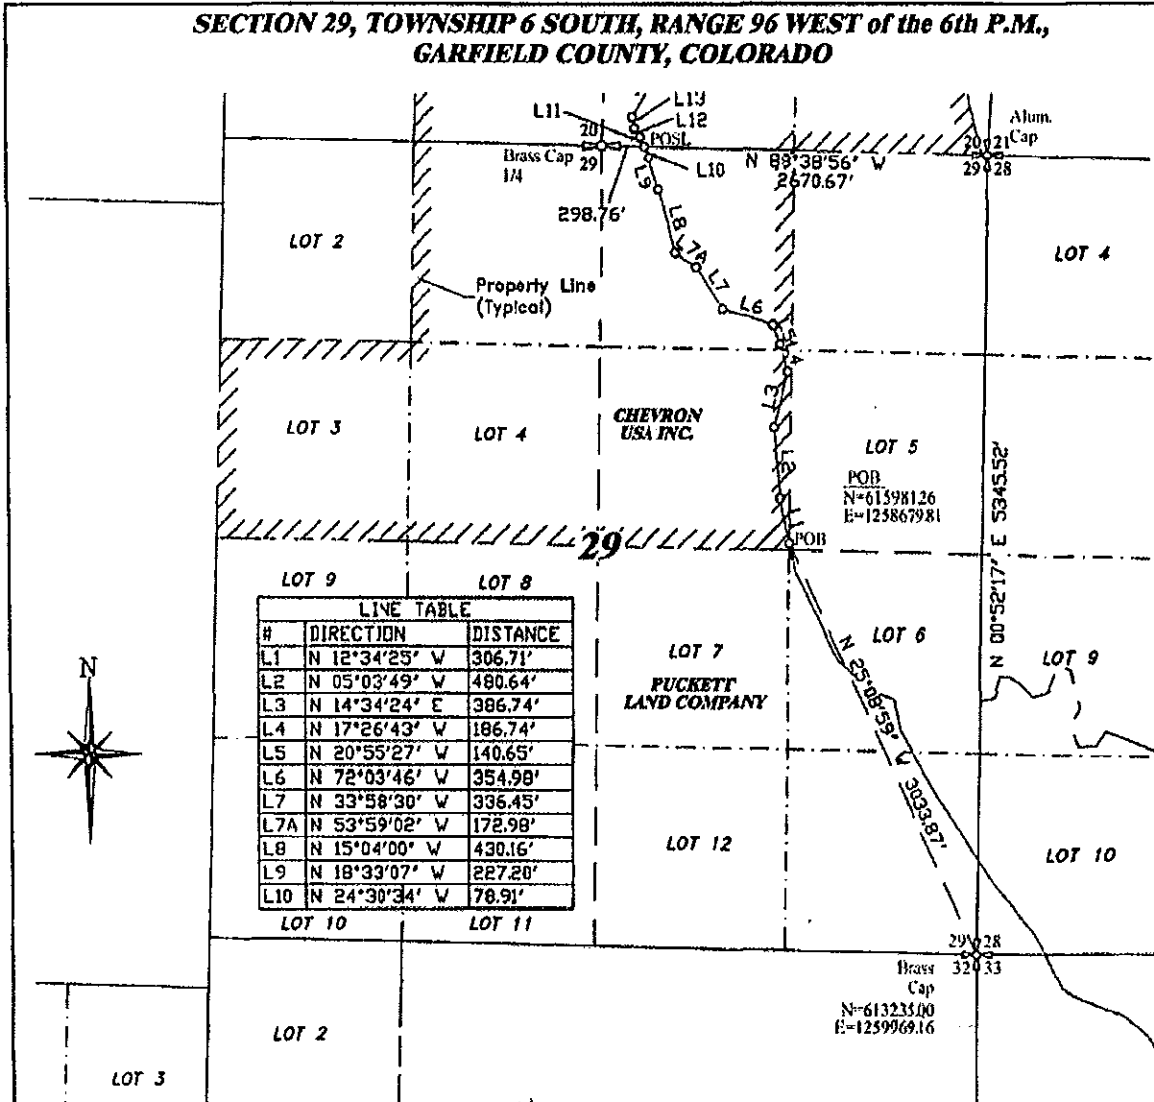 SECTION 29, TOWNSHIP 6 SOUTH, RANGE 96 WEST of the 6th P.M.,
GARFIELD COUNTY, COLORADO
L13
L11
L12
20
POSL
Brass Cap
1/4
29
L10
N 88°38'56" W
2670.67'
20 21
29 28
Alum.
Cap
L9
298.76'
LOT 2
L8
L7A
L7
L6
LOT 4
Property Line
(Typical)
L3
LOT 3
LOT 4
CHEVRON
USA INC.
L2
LOT 5
POB
N=615981.26
E=1258679.81
N 00°52'17" E 5345.52'
29
POB
LOT 9
LOT 8
LOT 7
PUCKETT
LAND COMPANY
LOT 6
LOT 9
N 25°08'59" W 3033.87'
LINE TABLE
# DIRECTION DISTANCE
L1 N 12°34'25" W 306.71'
L2 N 05°03'49" W 480.64'
L3 N 14°34'24" E 386.74'
L4 N 17°26'43" W 186.74'
L5 N 20°55'27" W 140.65'
L6 N 72°03'46" W 354.98'
L7 N 33°58'30" W 336.45'
L7A N 53°59'02" W 172.98'
L8 N 15°04'00" W 430.16'
L9 N 18°33'07" W 227.20'
L10 N 24°30'34" W 78.91'
N
LOT 12
LOT 10
LOT 10
LOT 11
29 28
32 33
Brass
Cap
N=613235.00
E=1259969.16
LOT 2
LOT 3